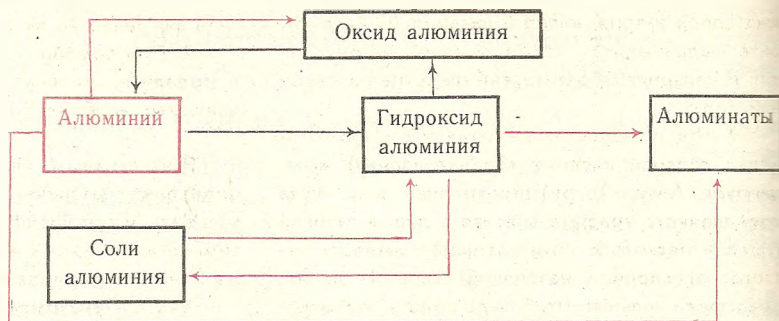 Оксид алюминия
Алюминий
Гидроксид
алюминия
Алюминаты
Соли
алюминия